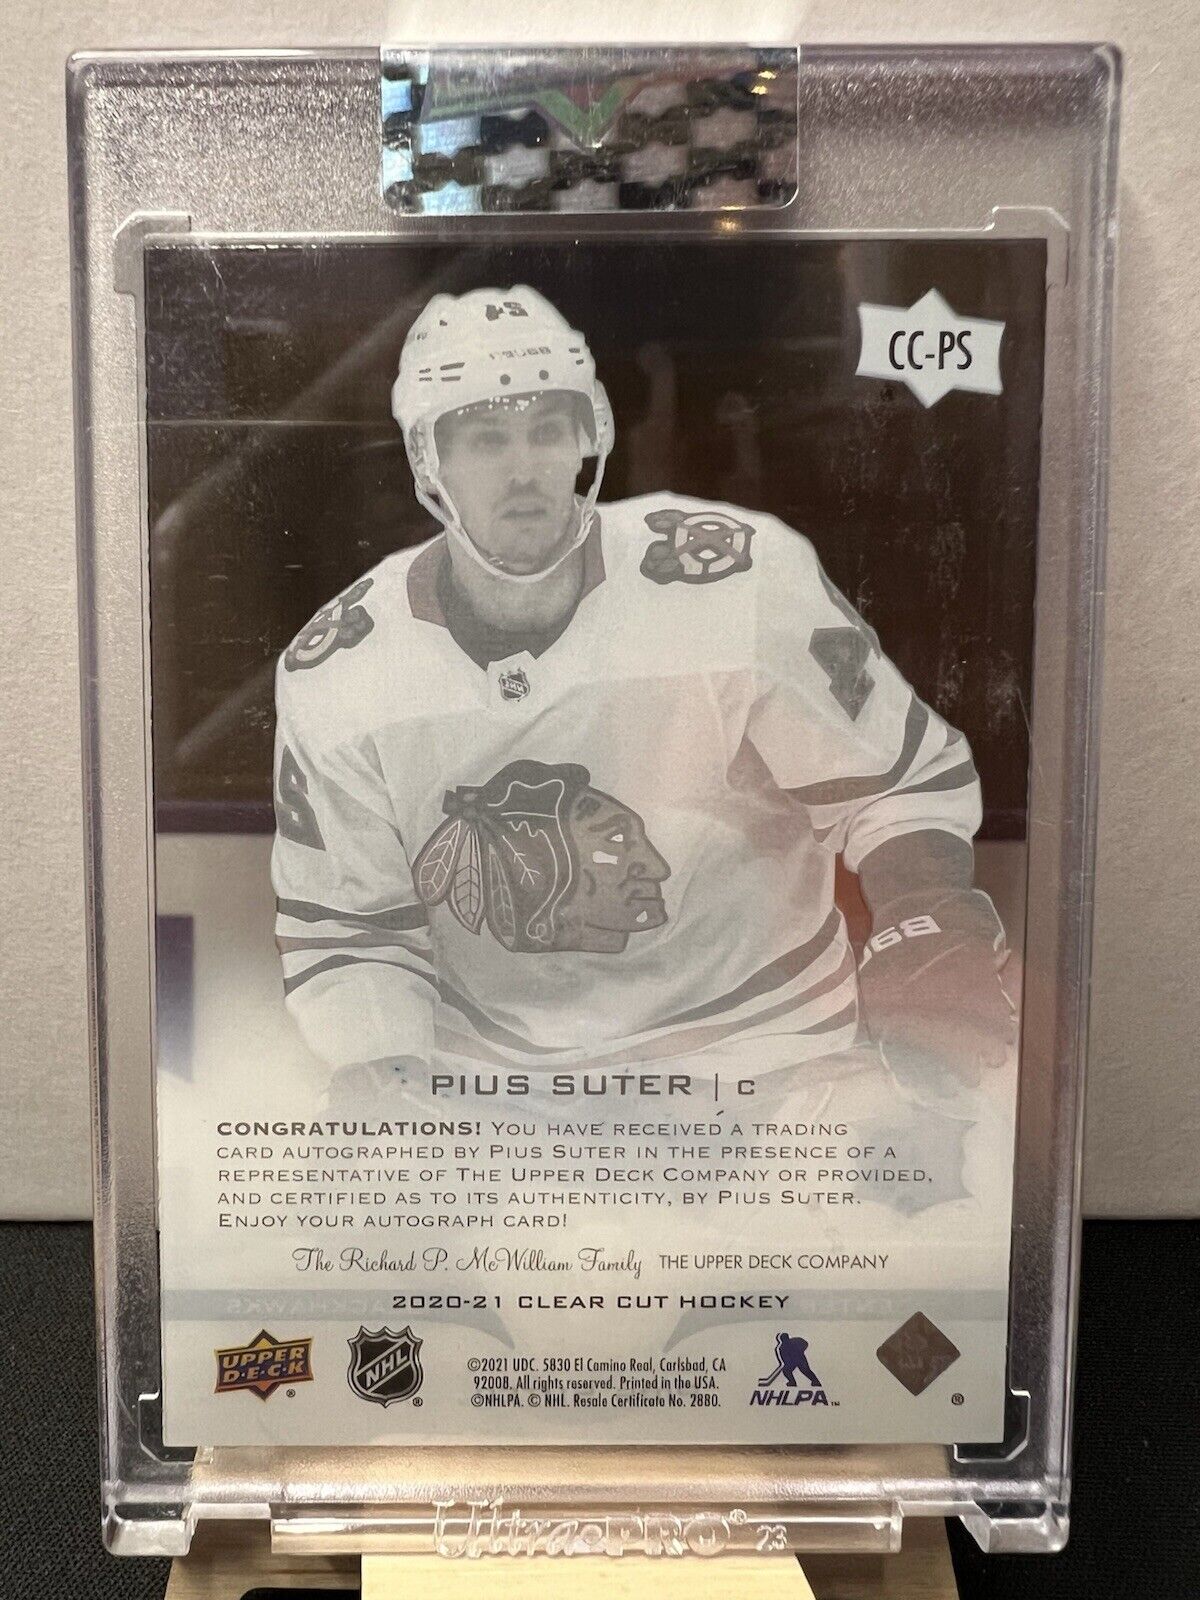 CC-PS
PIUS SUTER | C
CONGRATULATIONS! YOU HAVE RECEIVED A TRADING
CARD AUTOGRAPHED BY PIUS SUTER IN THE PRESENCE OF A
REPRESENTATIVE OF THE UPPER DECK COMPANY OR PROVIDED,
AND CERTIFIED AS TO ITS AUTHENTICITY, BY PIUS SUTER.
ENJOY YOUR AUTOGRAPH CARD!
The Richard P. McWilliam Family THE UPPER DECK COMPANY
2020-21 CLEAR CUT HOCKEY
UPPER
D·E·C·K
®
NHL
®
©2021 UDC. 5830 El Camino Real, Carlsbad, CA
92008. All rights reserved. Printed in the USA.
©NHLPA. © NHL. Resale Certificate No. 2880.
NHLPA™
®
Ultra PRO® 23